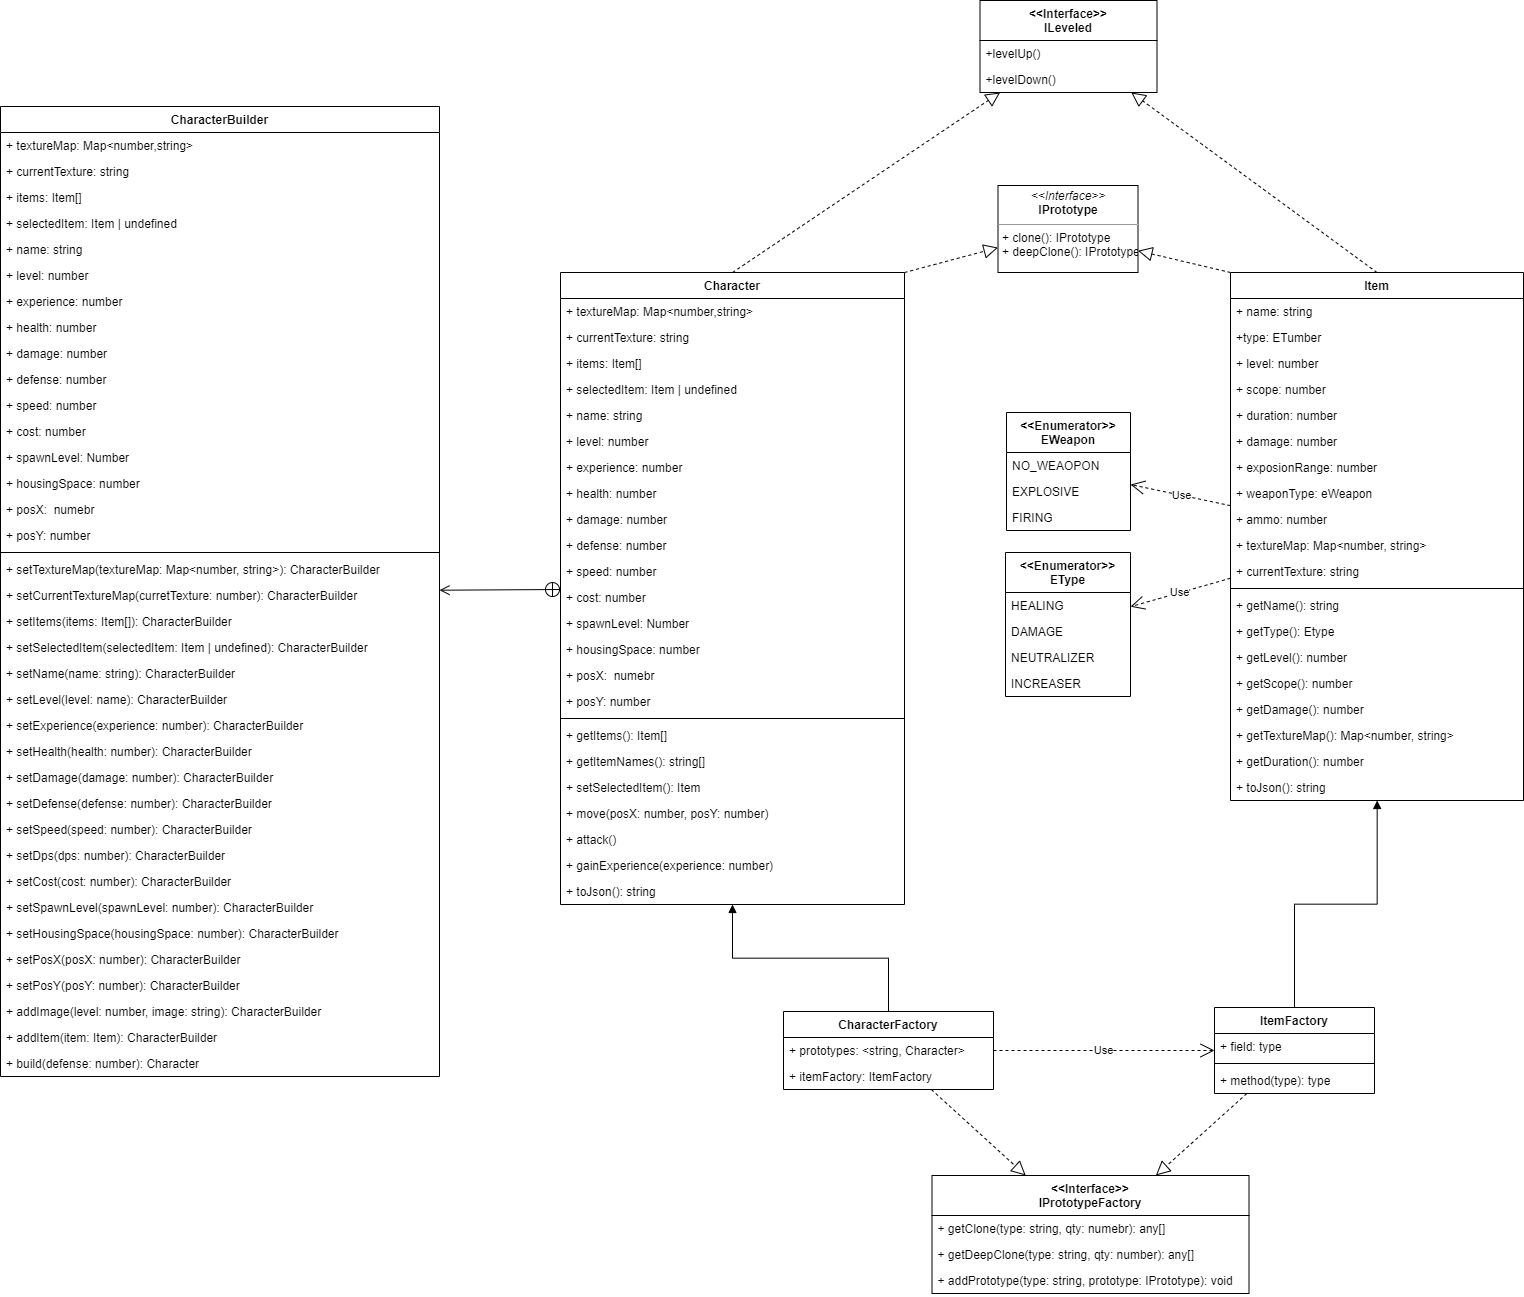 <<Interface>>
ILeveled
+levelUp()
+levelDown()
CharacterBuilder
+ textureMap: Map<number,string>
+ currentTexture: string
+ items: Item[]
+ selectedItem: Item | undefined
+ name: string
+ level: number
+ experience: number
+ health: number
+ damage: number
+ defense: number
+ speed: number
+ cost: number
+ spawnLevel: Number
+ housingSpace: number
+ posX:  numebr
+ posY: number
+ setTextureMap(textureMap: Map<number, string>): CharacterBuilder
+ setCurrentTextureMap(curretTexture: number): CharacterBuilder
+ setItems(items: Item[]): CharacterBuilder
+ setSelectedItem(selectedItem: Item | undefined): CharacterBuilder
+ setName(name: string): CharacterBuilder
+ setLevel(level: name): CharacterBuilder
+ setExperience(experience: number): CharacterBuilder
+ setHealth(health: number): CharacterBuilder
+ setDamage(damage: number): CharacterBuilder
+ setDefense(defense: number): CharacterBuilder
+ setSpeed(speed: number): CharacterBuilder
+ setDps(dps: number): CharacterBuilder
+ setCost(cost: number): CharacterBuilder
+ setSpawnLevel(spawnLevel: number): CharacterBuilder
+ setHousingSpace(housingSpace: number): CharacterBuilder
+ setPosX(posX: number): CharacterBuilder
+ setPosY(posY: number): CharacterBuilder
+ addImage(level: number, image: string): CharacterBuilder
+ addItem(item: Item): CharacterBuilder
+ build(defense: number): Character
<<Interface>>
IPrototype
+ clone(): IPrototype
+ deepClone(): IPrototype
Character
+ textureMap: Map<number,string>
+ currentTexture: string
+ items: Item[]
+ selectedItem: Item | undefined
+ name: string
+ level: number
+ experience: number
+ health: number
+ damage: number
+ defense: number
+ speed: number
+ cost: number
+ spawnLevel: Number
+ housingSpace: number
+ posX:  numebr
+ posY: number
+ getItems(): Item[]
+ getItemNames(): string[]
+ setSelectedItem(): Item
+ move(posX: number, posY: number)
+ attack()
+ gainExperience(experience: number)
+ toJson(): string
<<Enumerator>>
EWeapon
NO_WEAOPON
EXPLOSIVE
FIRING
Use
<<Enumerator>>
EType
HEALING
DAMAGE
NEUTRALIZER
INCREASER
Use
Item
+ name: string
+type: ETumber
+ level: number
+ scope: number
+ duration: number
+ damage: number
+ exposionRange: number
+ weaponType: eWeapon
+ ammo: number
+ textureMap: Map<number, string>
+ currentTexture: string
+ getName(): string
+ getType(): Etype
+ getLevel(): number
+ getScope(): number
+ getDamage(): number
+ getTextureMap(): Map<number, string>
+ getDuration(): number
+ toJson(): string
CharacterFactory
+ prototypes: <string, Character>
+ itemFactory: ItemFactory
Use
ItemFactory
+ field: type
+ method(type): type
<<Interface>>
IPrototypeFactory
+ getClone(type: string, qty: numebr): any[]
+ getDeepClone(type: string, qty: number): any[]
+ addPrototype(type: string, prototype: IPrototype): void